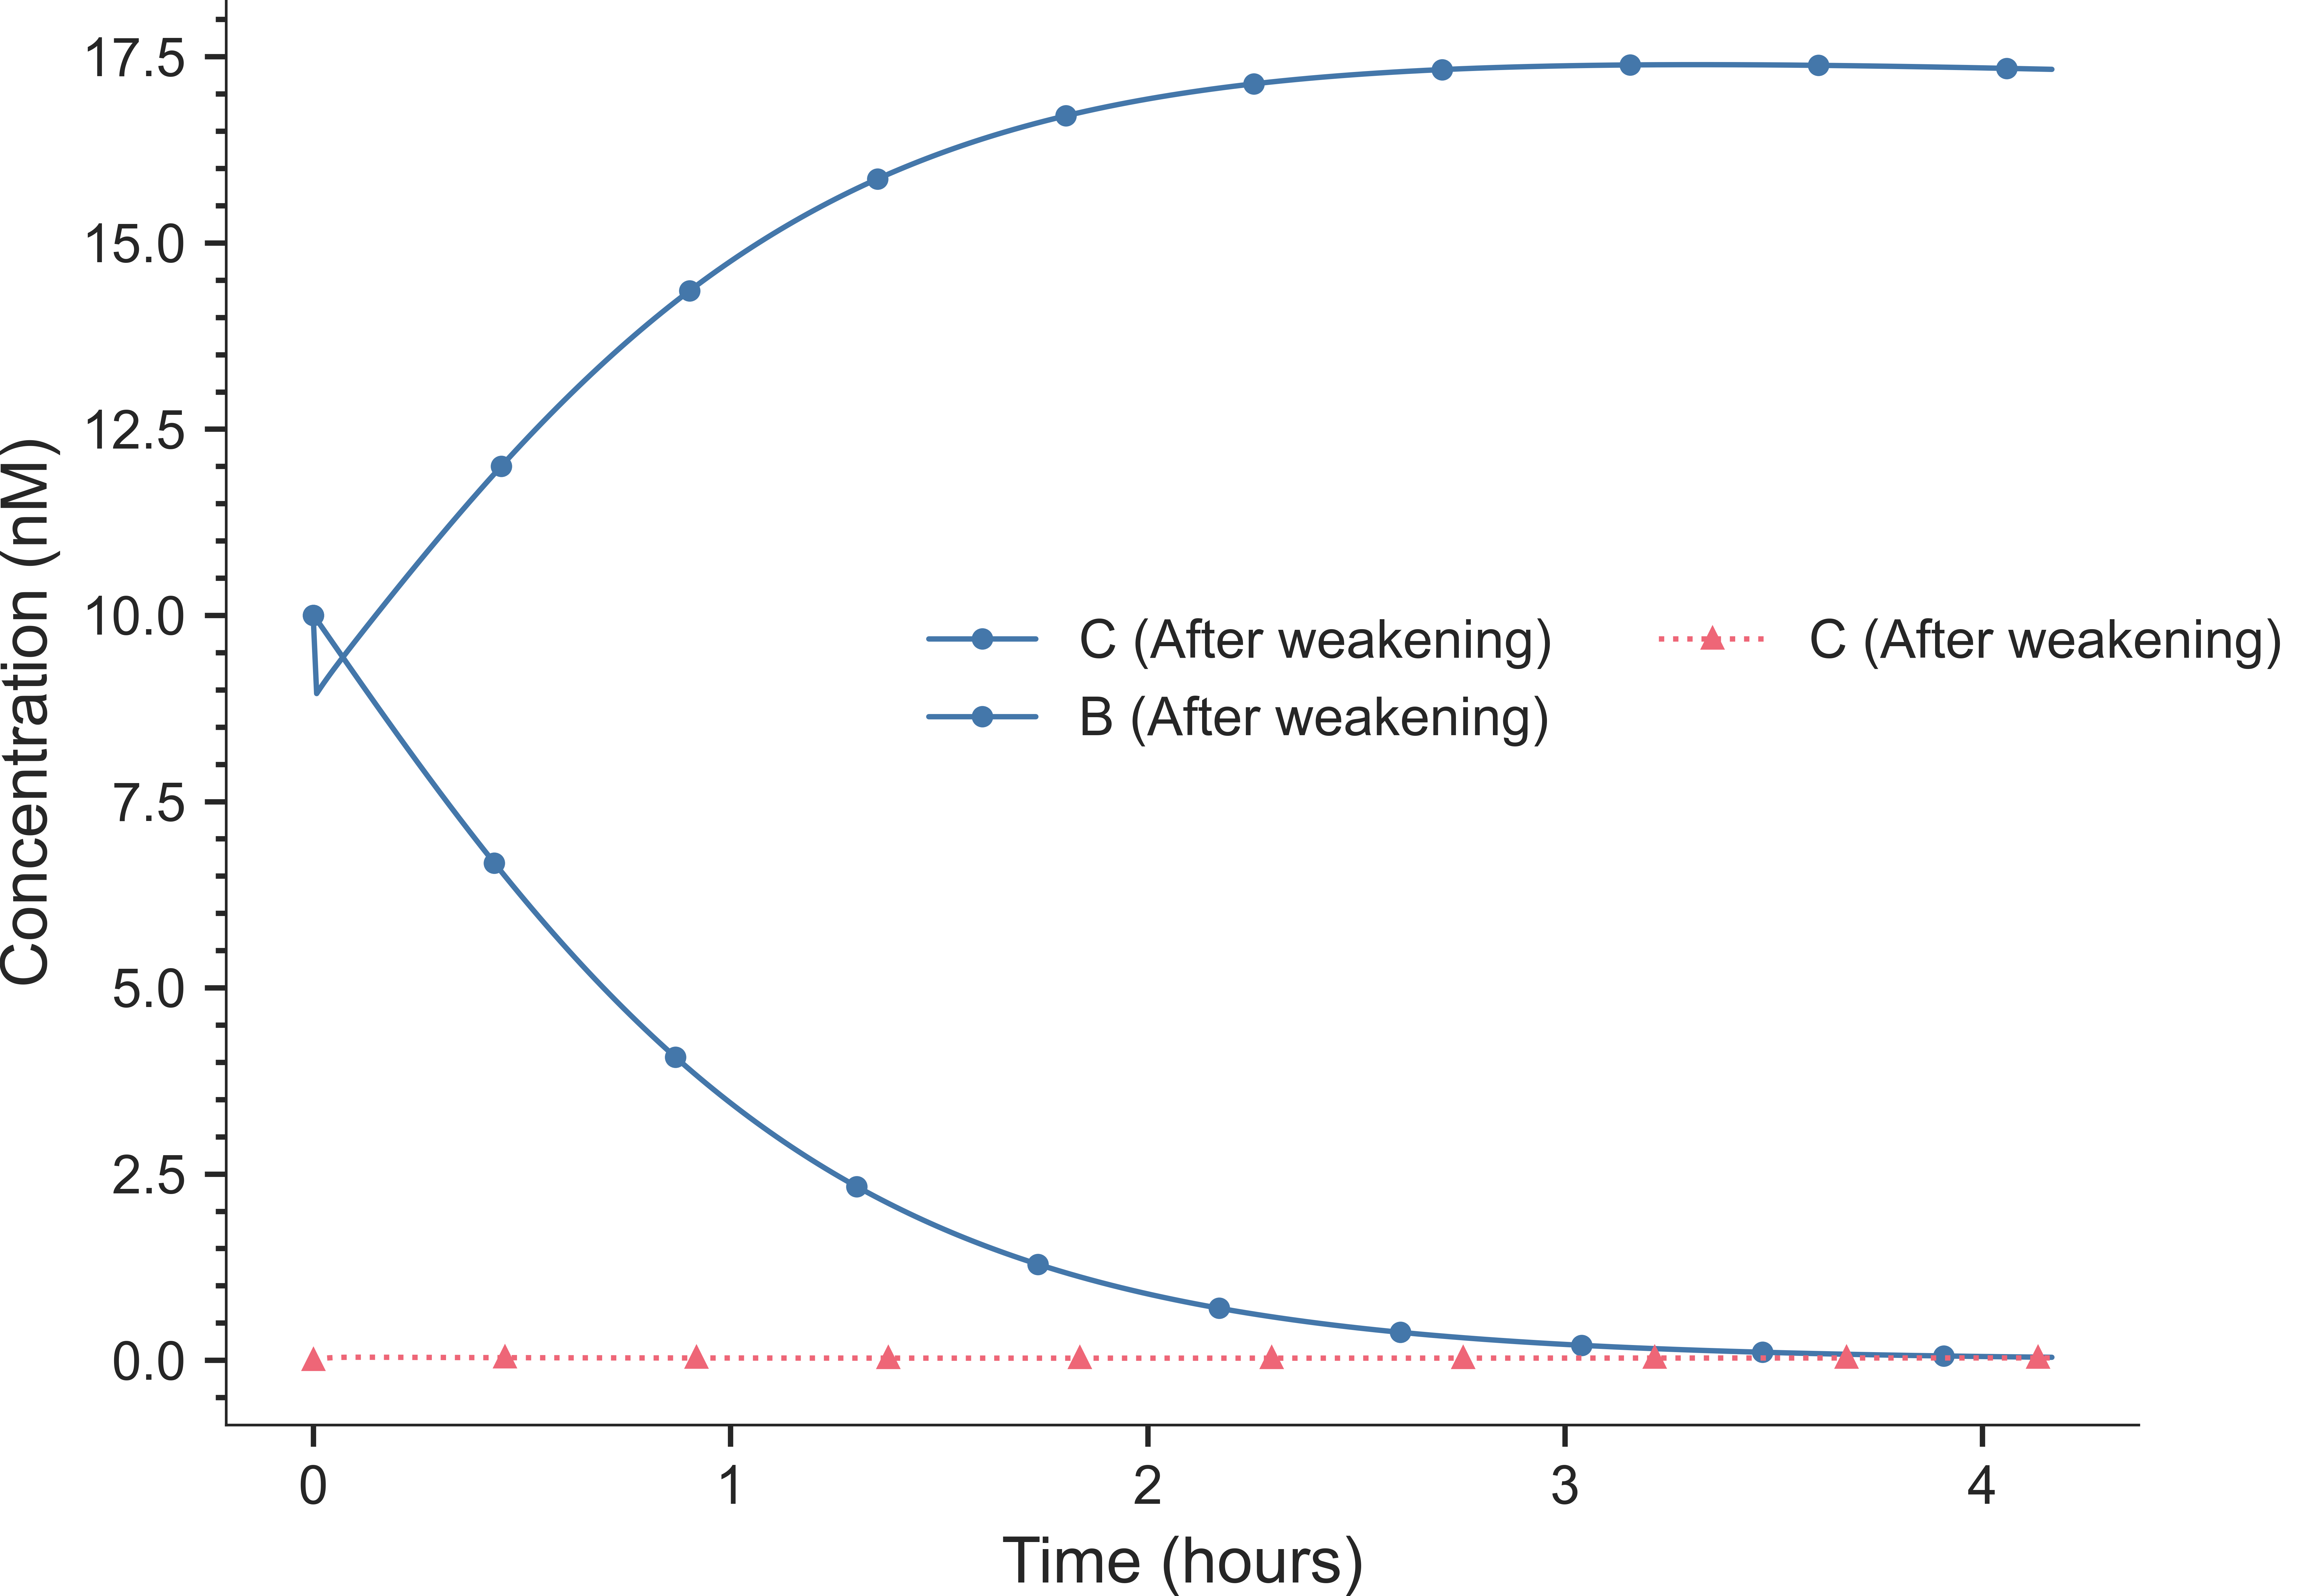 17.5
15.0
12.5
10.0
7.5
5.0
2.5
0.0
Concentration (nM)
C (After weakening)
B (After weakening)
C (After weakening)
0 1 2 3 4
Time (hours)